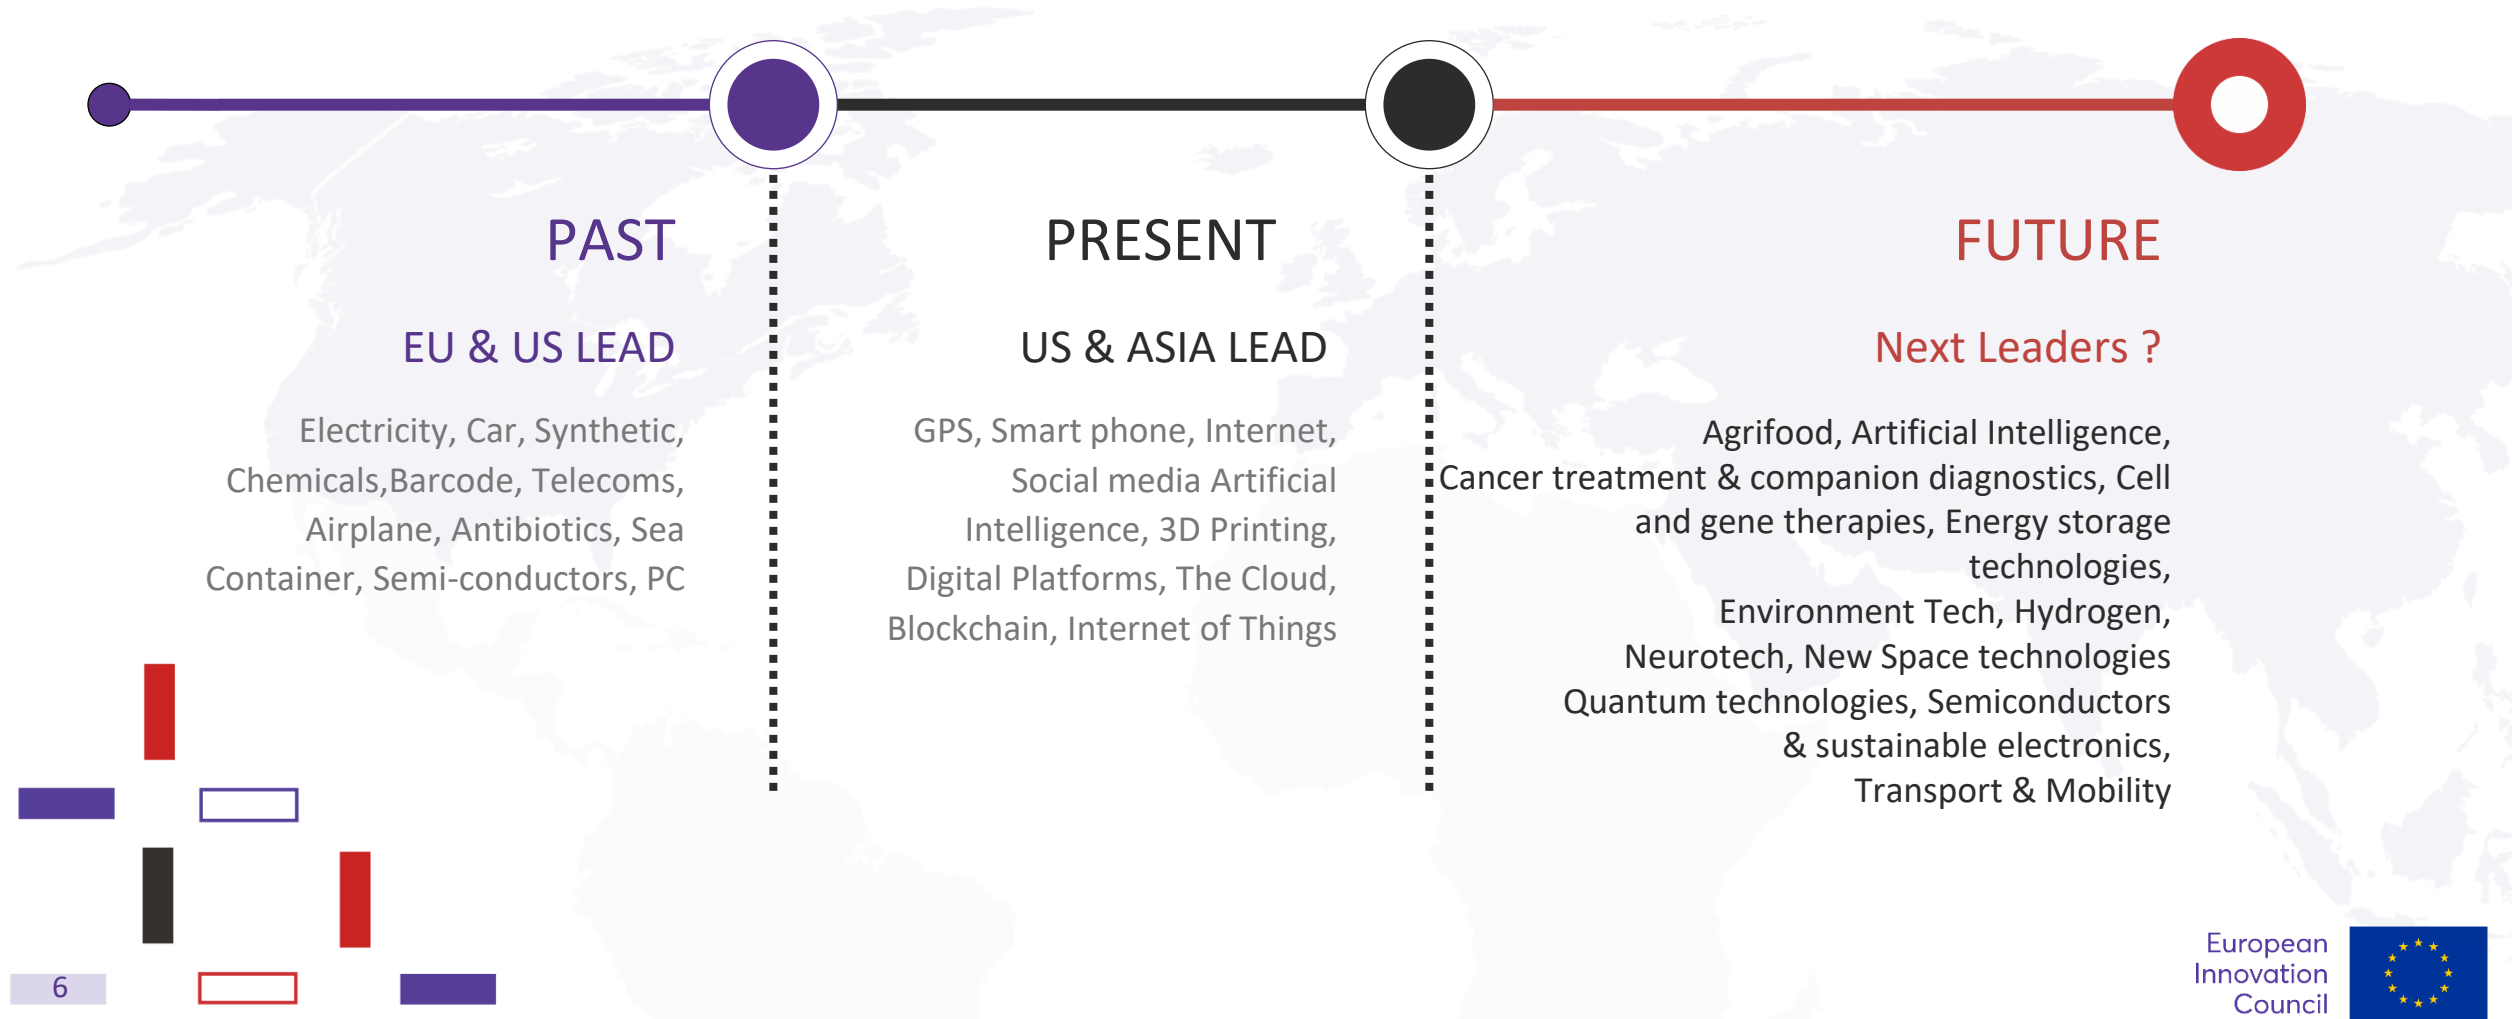 PAST
EU & US LEAD
Electricity, Car, Synthetic,
Chemicals,Barcode, Telecoms,
Airplane, Antibiotics, Sea
Container, Semi-conductors, PC
PRESENT
US & ASIA LEAD
GPS, Smart phone, Internet,
Social media Artificial
Intelligence, 3D Printing,
Digital Platforms, The Cloud,
Blockchain, Internet of Things
FUTURE
Next Leaders ?
Agrifood, Artificial Intelligence,
Cancer treatment & companion diagnostics, Cell
and gene therapies, Energy storage
technologies,
Environment Tech, Hydrogen,
Neurotech, New Space technologies
Quantum technologies, Semiconductors
& sustainable electronics,
Transport & Mobility
6
European
Innovation
Council